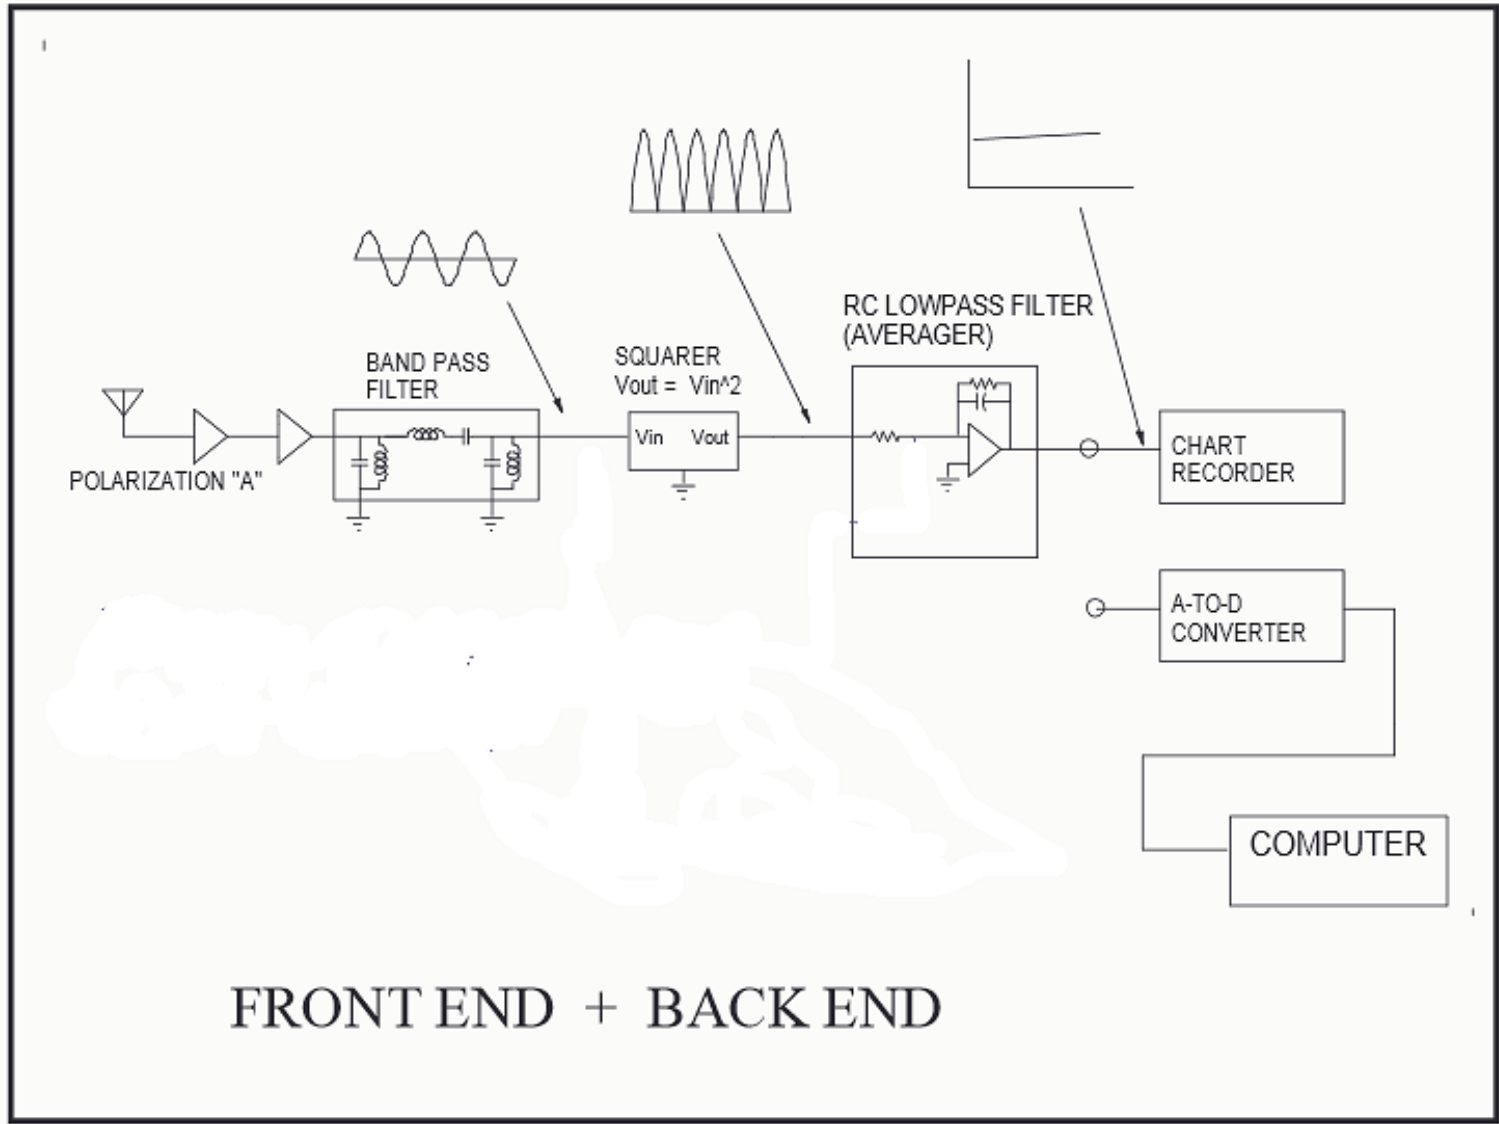 RC LOWPASS FILTER
(AVERAGER)
SQUARER
Vout = Vin^2
BAND PASS
FILTER
Vin Vout
CHART
RECORDER
POLARIZATION "A"
A-TO-D
CONVERTER
COMPUTER
FRONT END + BACK END